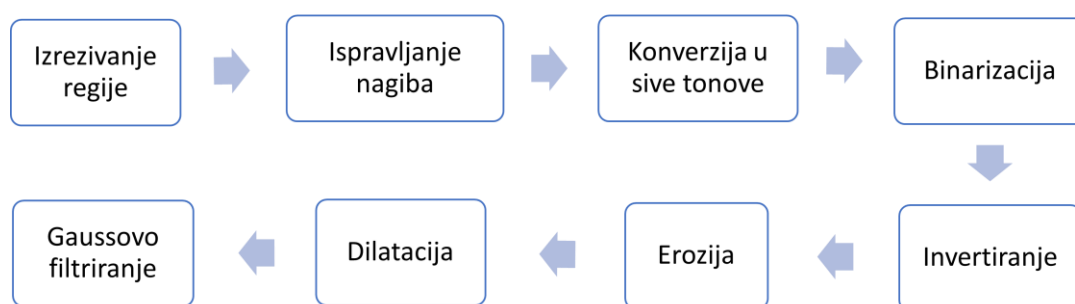 Izrezivanje
regije
Ispravljanje
nagiba
Konverzija u
sive tonove
Binarizacija
Invertiranje
Erozija
Dilatacija
Gaussovo
filtriranje